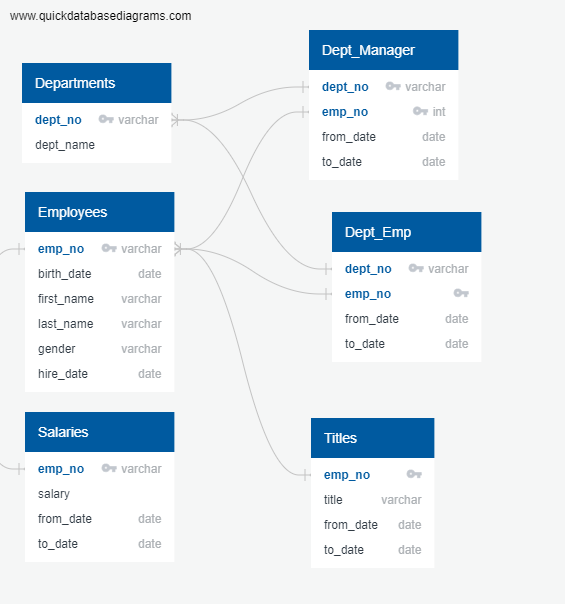 www.quickdatabasediagrams.com
Departments
dept_no varchar
dept_name
Employees
emp_no varchar
birth_date date
first_name varchar
last_name varchar
gender varchar
hire_date date
Salaries
emp_no varchar
salary
from_date date
to_date date
Dept_Manager
dept_no varchar
emp_no int
from_date date
to_date date
Dept_Emp
dept_no varchar
emp_no
from_date date
to_date date
Titles
emp_no
title varchar
from_date date
to_date date